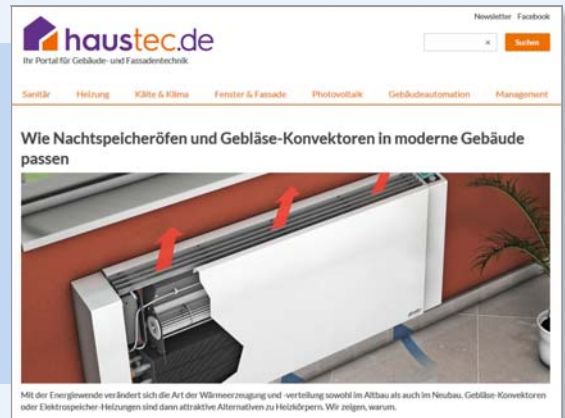 Newsletter Facebook
haustec.de
Ihr Portal für Gebäude- und Fassadentechnik
× Suchen
Sanitär Heizung Kälte & Klima Fenster & Fassade Photovoltaik Gebäudeautomation Management
Wie Nachtspeicheröfen und Gebläse-Konvektoren in moderne Gebäude
passen
Mit der Energiewende verändert sich die Art der Wärmeerzeugung und -verteilung sowohl im Altbau als auch im Neubau. Gebläse-Konvektoren
oder Elektrospeicher-Heizungen sind dann attraktive Alternativen zu Heizkörpern. Wir zeigen, warum.